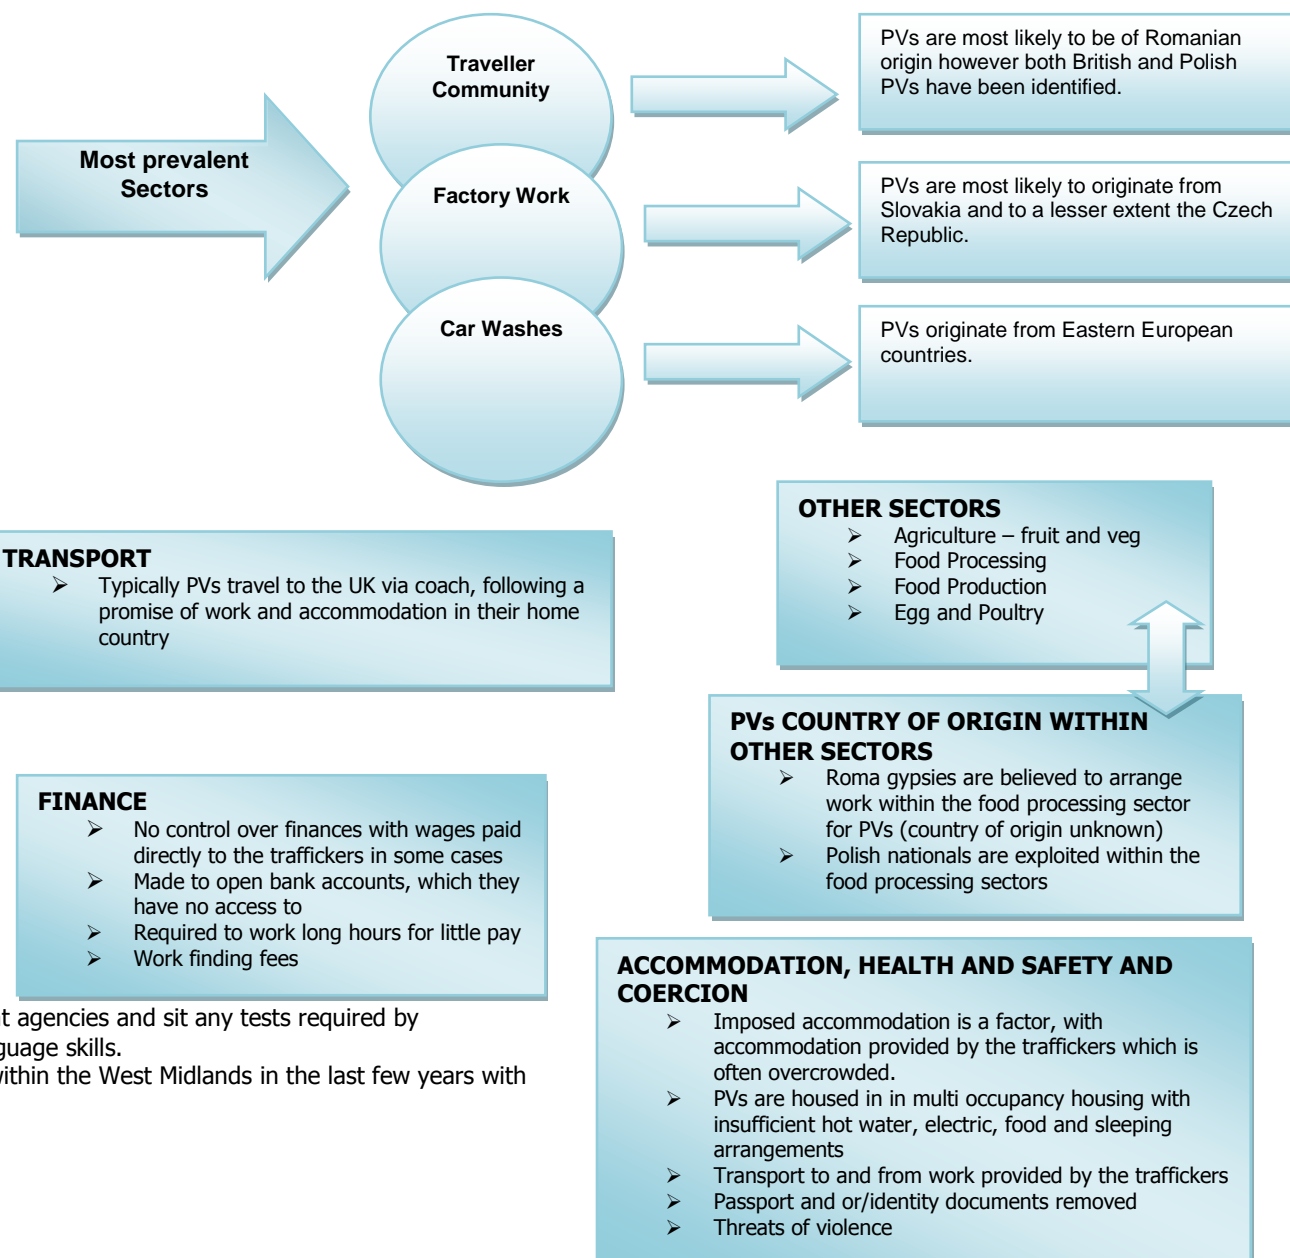 Most prevalent
Sectors
Traveller
Community
PVs are most likely to be of Romanian
origin however both British and Polish
PVs have been identified.
Factory Work
PVs are most likely to originate from
Slovakia and to a lesser extent the Czech
Republic.
Car Washes
PVs originate from Eastern European
countries.
OTHER SECTORS
➢ Agriculture – fruit and veg
➢ Food Processing
➢ Food Production
➢ Egg and Poultry
TRANSPORT
➢ Typically PVs travel to the UK via coach, following a
promise of work and accommodation in their home
country
PVs COUNTRY OF ORIGIN WITHIN
OTHER SECTORS
➢ Roma gypsies are believed to arrange
work within the food processing sector
for PVs (country of origin unknown)
➢ Polish nationals are exploited within the
food processing sectors
FINANCE
➢ No control over finances with wages paid
directly to the traffickers in some cases
➢ Made to open bank accounts, which they
have no access to
➢ Required to work long hours for little pay
➢ Work finding fees
agencies and sit any tests required by
skills.
within the West Midlands in the last few years with
ACCOMMODATION, HEALTH AND SAFETY AND
COERCION
➢ Imposed accommodation is a factor, with
accommodation provided by the traffickers which is
often overcrowded.
➢ PVs are housed in in multi occupancy housing with
insufficient hot water, electric, food and sleeping
arrangements
➢ Transport to and from work provided by the traffickers
➢ Passport and or/identity documents removed
➢ Threats of violence